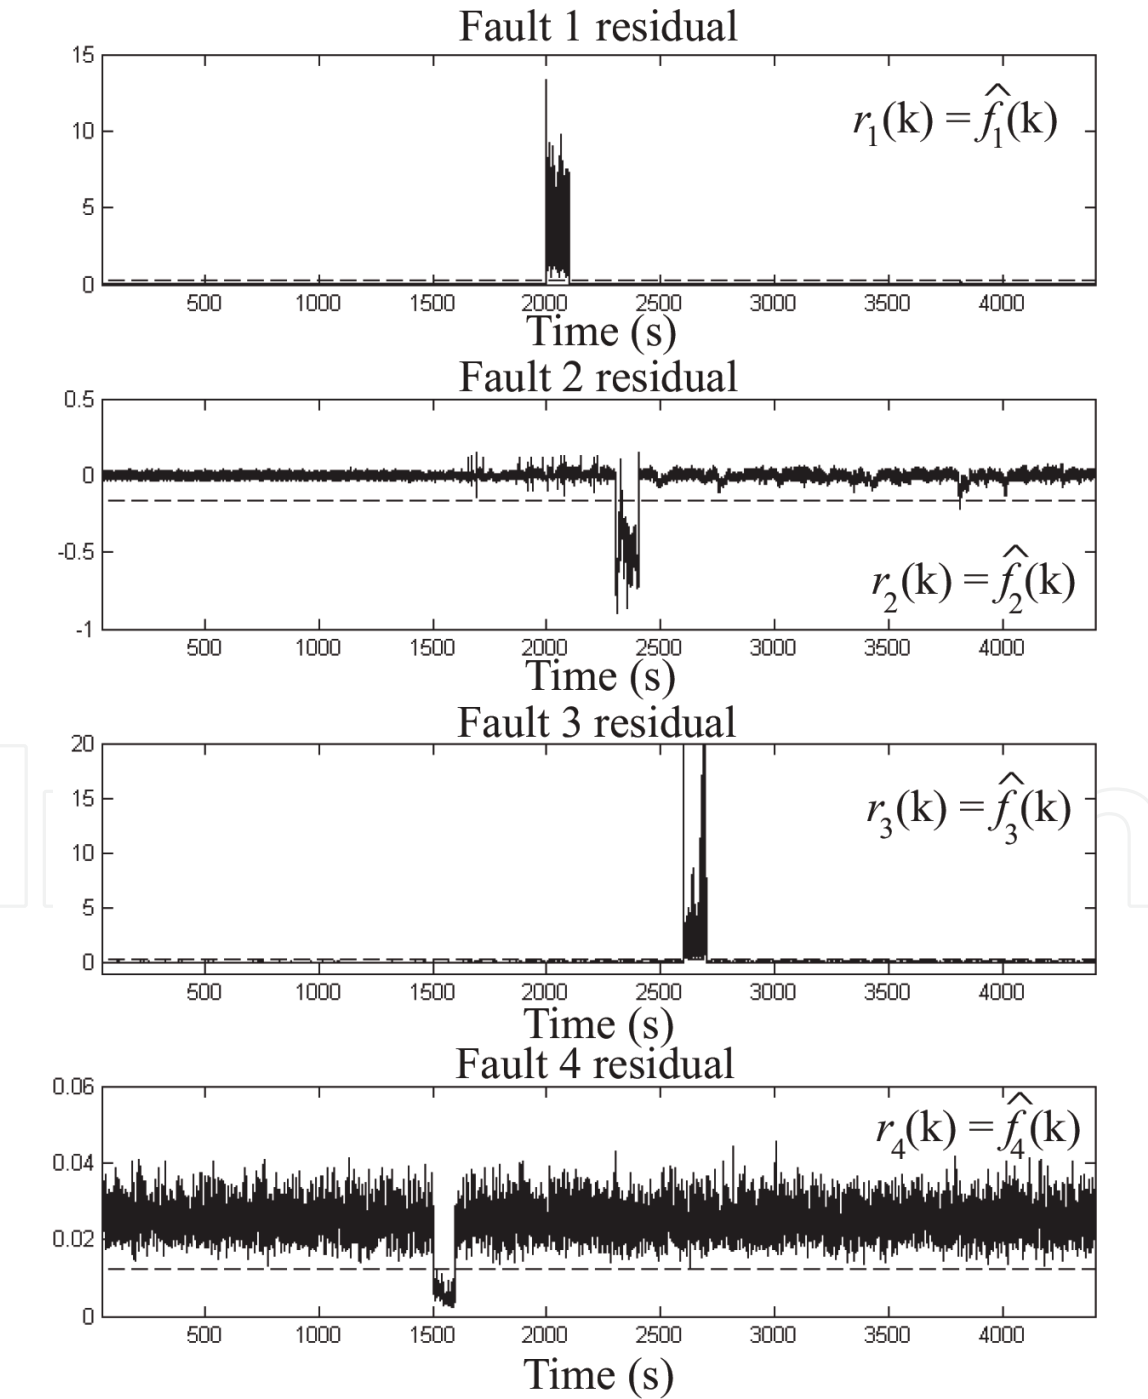 Fault 1 residual
15
10
5
0
r1(k) = f̂1(k)
500 1000 1500 2000 2500 3000 3500 4000
Time (s)
Fault 2 residual
0.5
0
-0.5
-1
r2(k) = f̂2(k)
500 1000 1500 2000 2500 3000 3500 4000
Time (s)
Fault 3 residual
20
15
10
5
0
r3(k) = f̂3(k)
500 1000 1500 2000 2500 3000 3500 4000
Time (s)
Fault 4 residual
0.06
0.04
0.02
0
r4(k) = f̂4(k)
500 1000 1500 2000 2500 3000 3500 4000
Time (s)